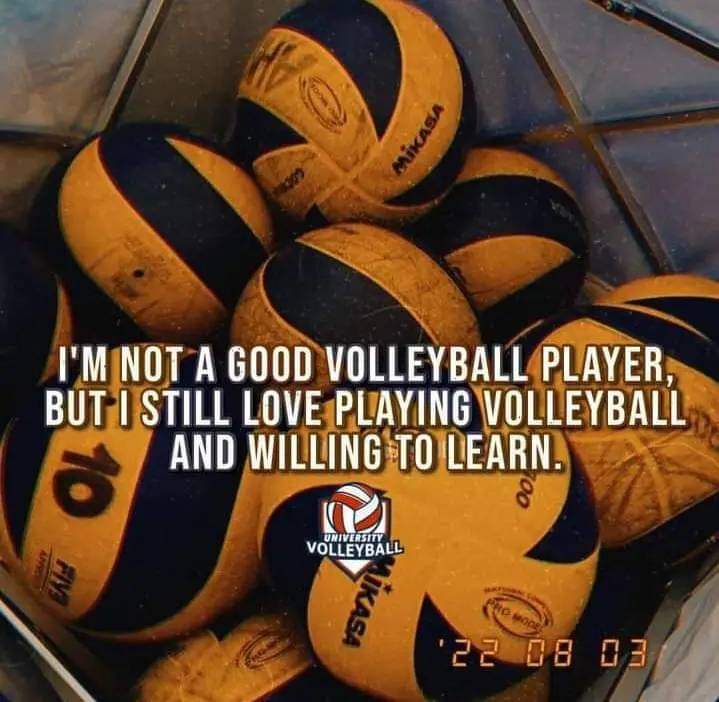 MIKASA
I'M NOT A GOOD VOLLEYBALL PLAYER,
BUT I STILL LOVE PLAYING VOLLEYBALL
AND WILLING TO LEARN.
10
UNIVERSITY
VOLLEYBALL
MIKASA
'22 08 03